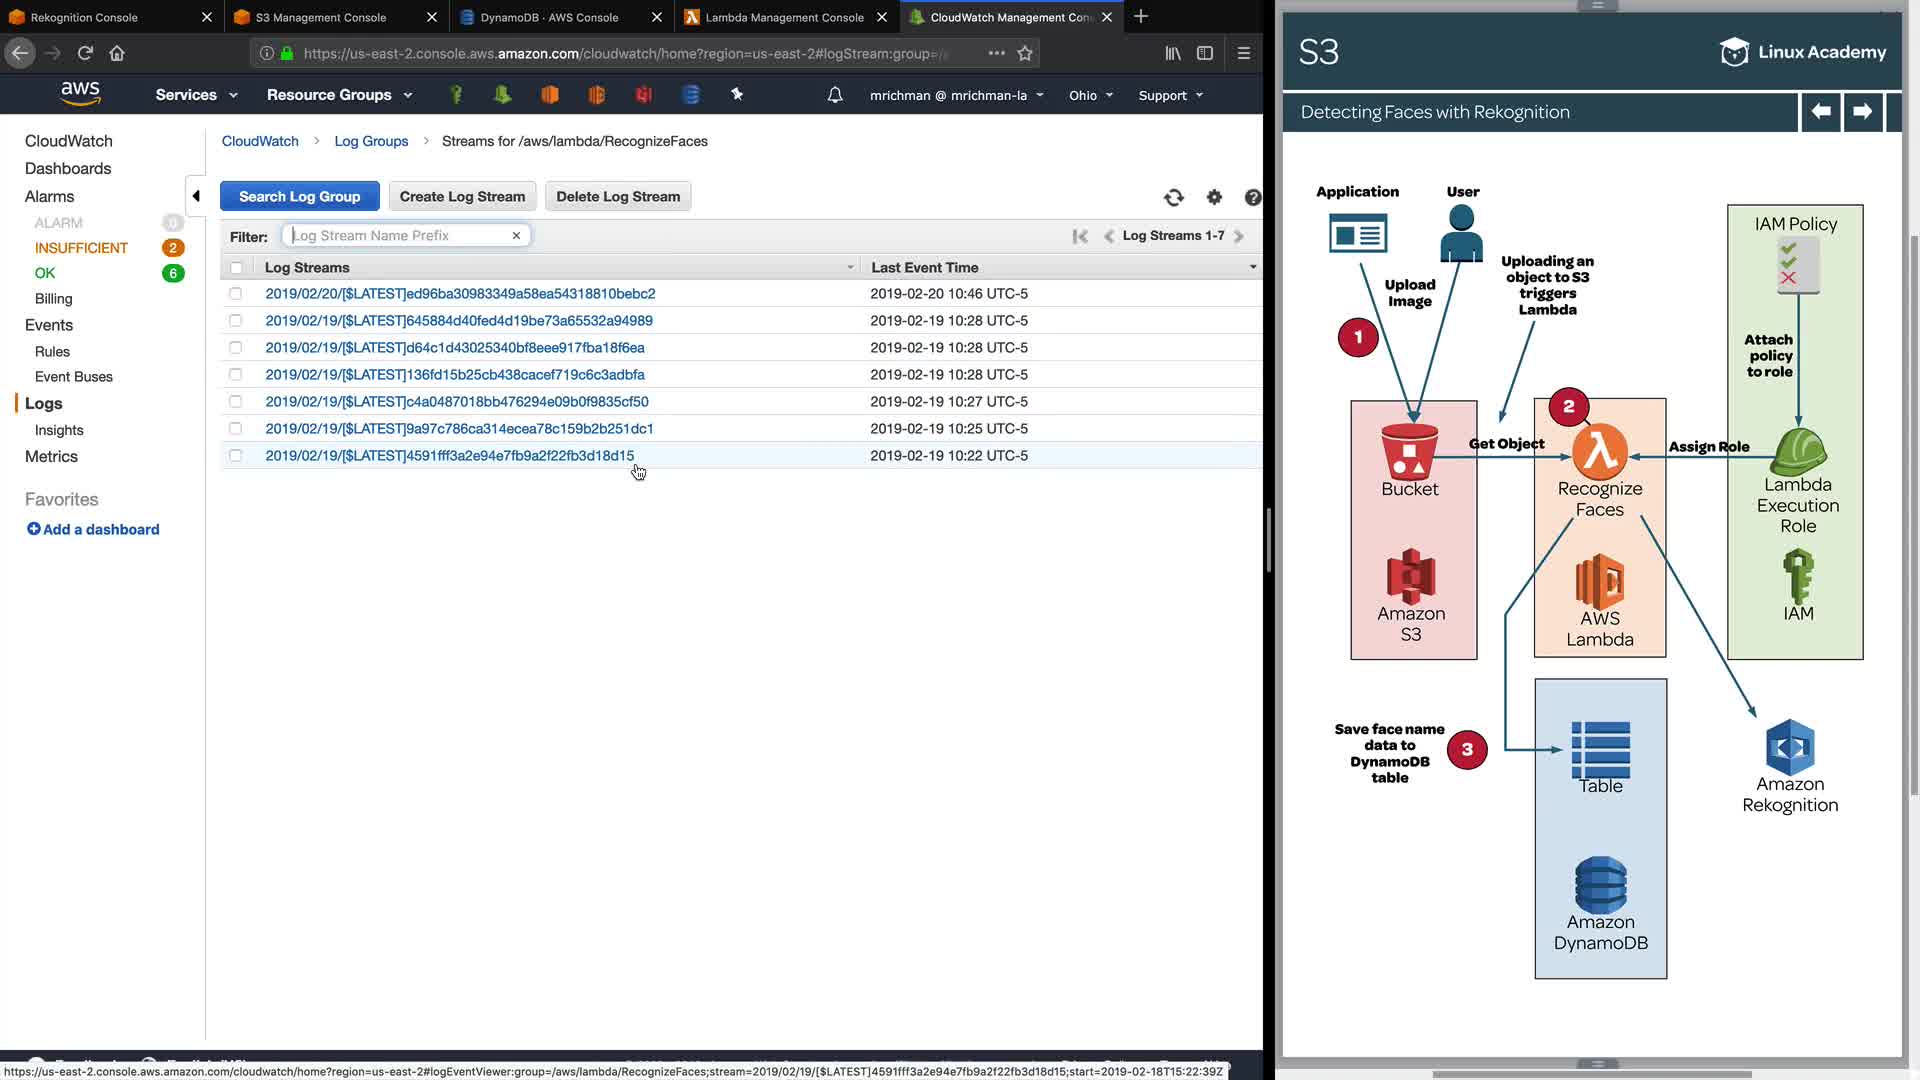 Rekognition Console
S3 Management Console
DynamoDB · AWS Console
Lambda Management Console
CloudWatch Management Con
https://us-east-2.console.aws.amazon.com/cloudwatch/home?region=us-east-2#logStream:group=/
aws
Services
Resource Groups
mrichman @ mrichman-la
Ohio
Support
CloudWatch
Dashboards
Alarms
ALARM
0
INSUFFICIENT
2
OK
6
Billing
Events
Rules
Event Buses
Logs
Insights
Metrics
Favorites
Add a dashboard
CloudWatch
Log Groups
Streams for /aws/lambda/RecognizeFaces
Search Log Group
Create Log Stream
Delete Log Stream
Filter:
Log Stream Name Prefix
Log Streams 1-7
Log Streams
Last Event Time
2019/02/20/[$LATEST]ed96ba30983349a58ea54318810bebc2
2019-02-20 10:46 UTC-5
2019/02/19/[$LATEST]645884d40fed4d19be73a65532a94989
2019-02-19 10:28 UTC-5
2019/02/19/[$LATEST]d64c1d43025340bf8eee917fba18f6ea
2019-02-19 10:28 UTC-5
2019/02/19/[$LATEST]136fd15b25cb438cacef719c6c3adbfa
2019-02-19 10:28 UTC-5
2019/02/19/[$LATEST]c4a0487018bb476294e09b0f9835cf50
2019-02-19 10:27 UTC-5
2019/02/19/[$LATEST]9a97c786ca314ecea78c159b2b251dc1
2019-02-19 10:25 UTC-5
2019/02/19/[$LATEST]4591fff3a2e94e7fb9a2f22fb3d18d15
2019-02-19 10:22 UTC-5
https://us-east-2.console.aws.amazon.com/cloudwatch/home?region=us-east-2#logEventViewer:group=/aws/lambda/RecognizeFaces;stream=2019/02/19/[$LATEST]4591fff3a2e94e7fb9a2f22fb3d18d15;start=2019-02-18T15:22:39Z
S3
Linux Academy
Detecting Faces with Rekognition
Application
User
Upload
Image
Uploading an
object to S3
triggers
Lambda
1
IAM Policy
Attach
policy
to role
2
Get Object
Assign Role
Bucket
Recognize
Faces
Lambda
Execution
Role
Amazon
S3
AWS
Lambda
IAM
Save face name
data to
DynamoDB
table
3
Table
Amazon
Rekognition
Amazon
DynamoDB